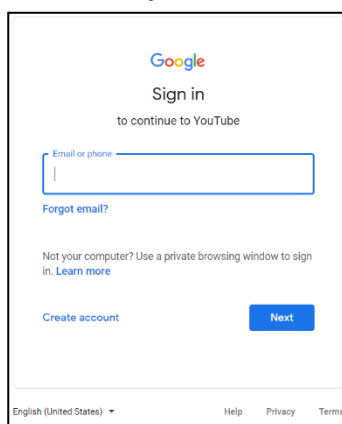 Google
Sign in
to continue to YouTube
Email or phone
Forgot email?
Not your computer? Use a private browsing window to sign
in. Learn more
Create account Next
English (United States) Help Privacy Terms